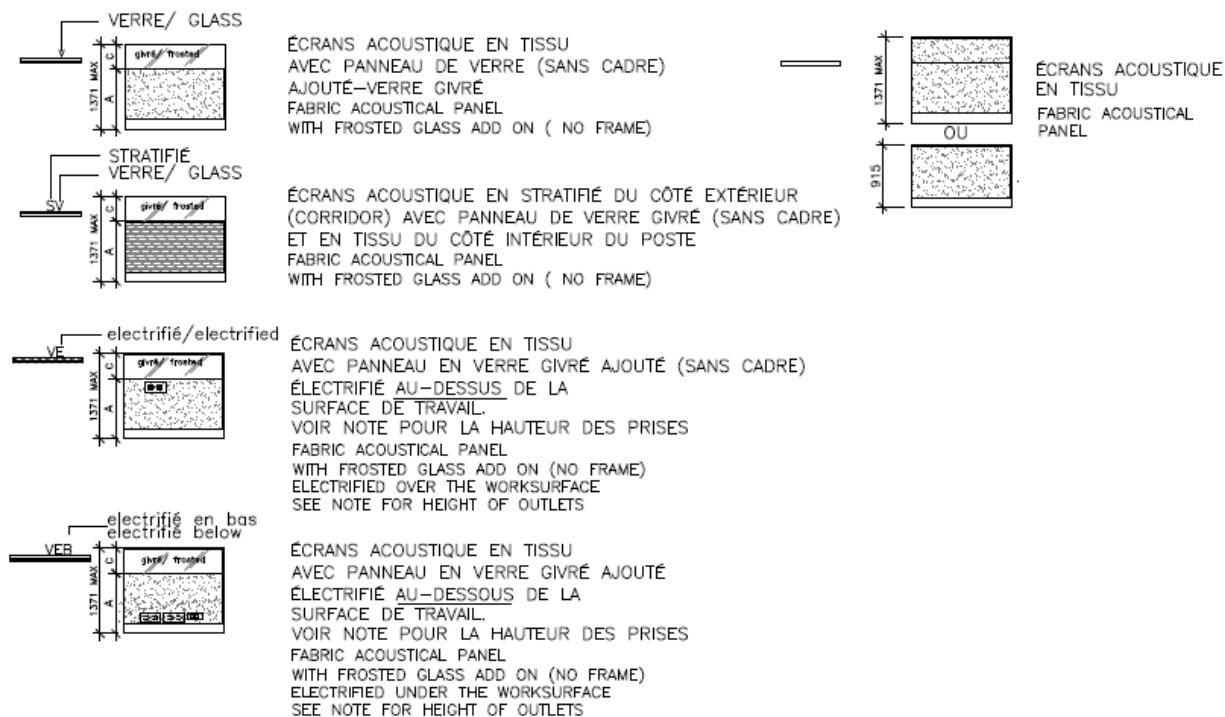 VERRE/ GLASS
givré/ frosted
1371 MAX
C
A
ÉCRANS ACOUSTIQUE EN TISSU
AVEC PANNEAU DE VERRE (SANS CADRE)
AJOUTÉ-VERRE GIVRÉ
FABRIC ACOUSTICAL PANEL
WITH FROSTED GLASS ADD ON ( NO FRAME)
STRATIFIÉ
VERRE/ GLASS
SV
givré/ frosted
1371 MAX
C
A
ÉCRANS ACOUSTIQUE EN STRATIFIÉ DU CÔTÉ EXTÉRIEUR
(CORRIDOR) AVEC PANNEAU DE VERRE GIVRÉ (SANS CADRE)
ET EN TISSU DU CÔTÉ INTÉRIEUR DU POSTE
FABRIC ACOUSTICAL PANEL
WITH FROSTED GLASS ADD ON ( NO FRAME)
electrifié/electrified
VE
givré/ frosted
1371 MAX
C
A
ÉCRANS ACOUSTIQUE EN TISSU
AVEC PANNEAU EN VERRE GIVRÉ AJOUTÉ (SANS CADRE)
ÉLECTRIFIÉ AU-DESSUS DE LA
SURFACE DE TRAVAIL.
VOIR NOTE POUR LA HAUTEUR DES PRISES
FABRIC ACOUSTICAL PANEL
WITH FROSTED GLASS ADD ON (NO FRAME)
ELECTRIFIED OVER THE WORKSURFACE
SEE NOTE FOR HEIGHT OF OUTLETS
electrifié en bas
electrifié below
VEB
givré/ frosted
1371 MAX
C
A
ÉCRANS ACOUSTIQUE EN TISSU
AVEC PANNEAU EN VERRE GIVRÉ AJOUTÉ
ÉLECTRIFIÉ AU-DESSOUS DE LA
SURFACE DE TRAVAIL.
VOIR NOTE POUR LA HAUTEUR DES PRISES
FABRIC ACOUSTICAL PANEL
WITH FROSTED GLASS ADD ON (NO FRAME)
ELECTRIFIED UNDER THE WORKSURFACE
SEE NOTE FOR HEIGHT OF OUTLETS
1371 MAX
OU
915
ÉCRANS ACOUSTIQUE
EN TISSU
FABRIC ACOUSTICAL
PANEL